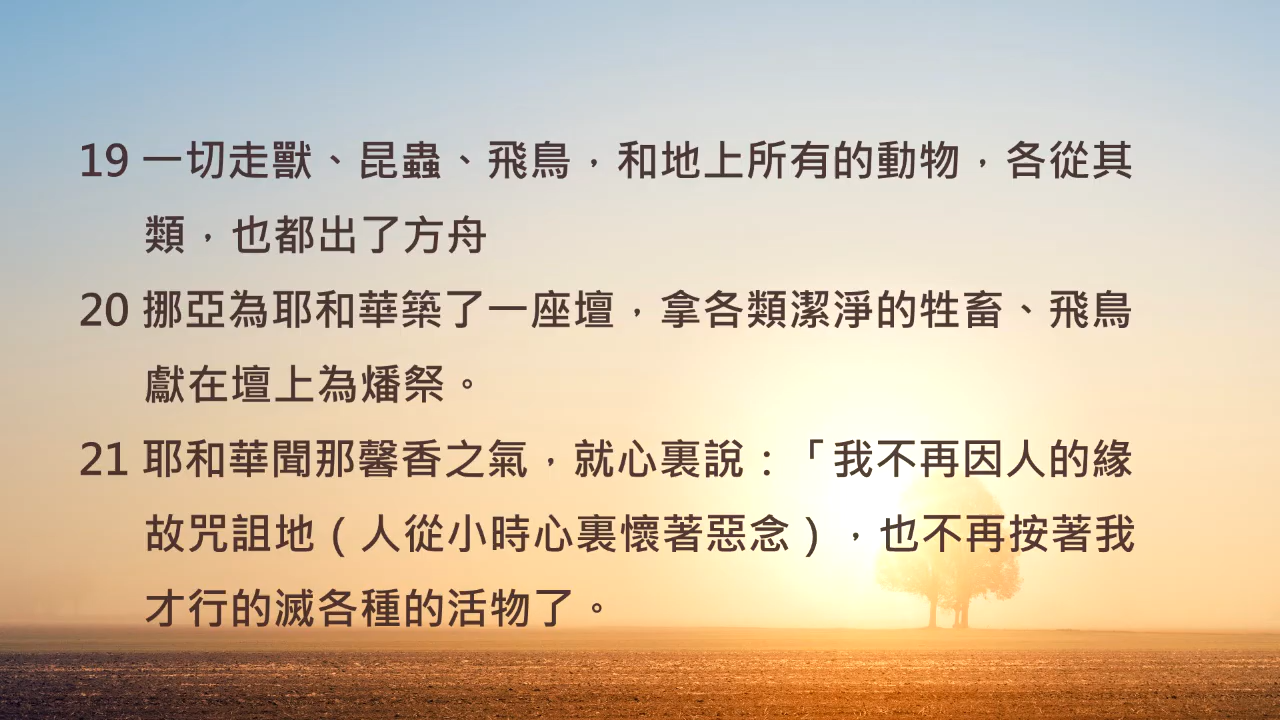 19 一切走獸、昆蟲、飛鳥，和地上所有的動物，各從其
類，也都出了方舟
20 挪亞為耶和華築了一座壇，拿各類潔淨的牲畜、飛鳥
獻在壇上為燔祭。
21 耶和華聞那馨香之氣，就心裏說：「我不再因人的緣
故咒詛地（人從小時心裏懷著惡念），也不再按著我
才行的滅各種的活物了。